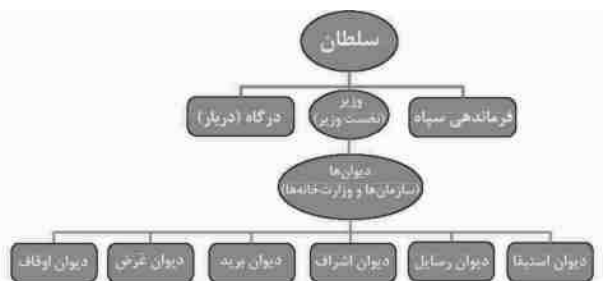 سلطان
فرماندهی سپاه
وزیر
(نخست وزیر)
درگاه (دربار)
دیوان‌ها
(سازمان‌ها و وزارت‌خانه‌ها)
دیوان استیفا
دیوان رسایل
دیوان اشراف
دیوان برید
دیوان عَرض
دیوان اوقاف